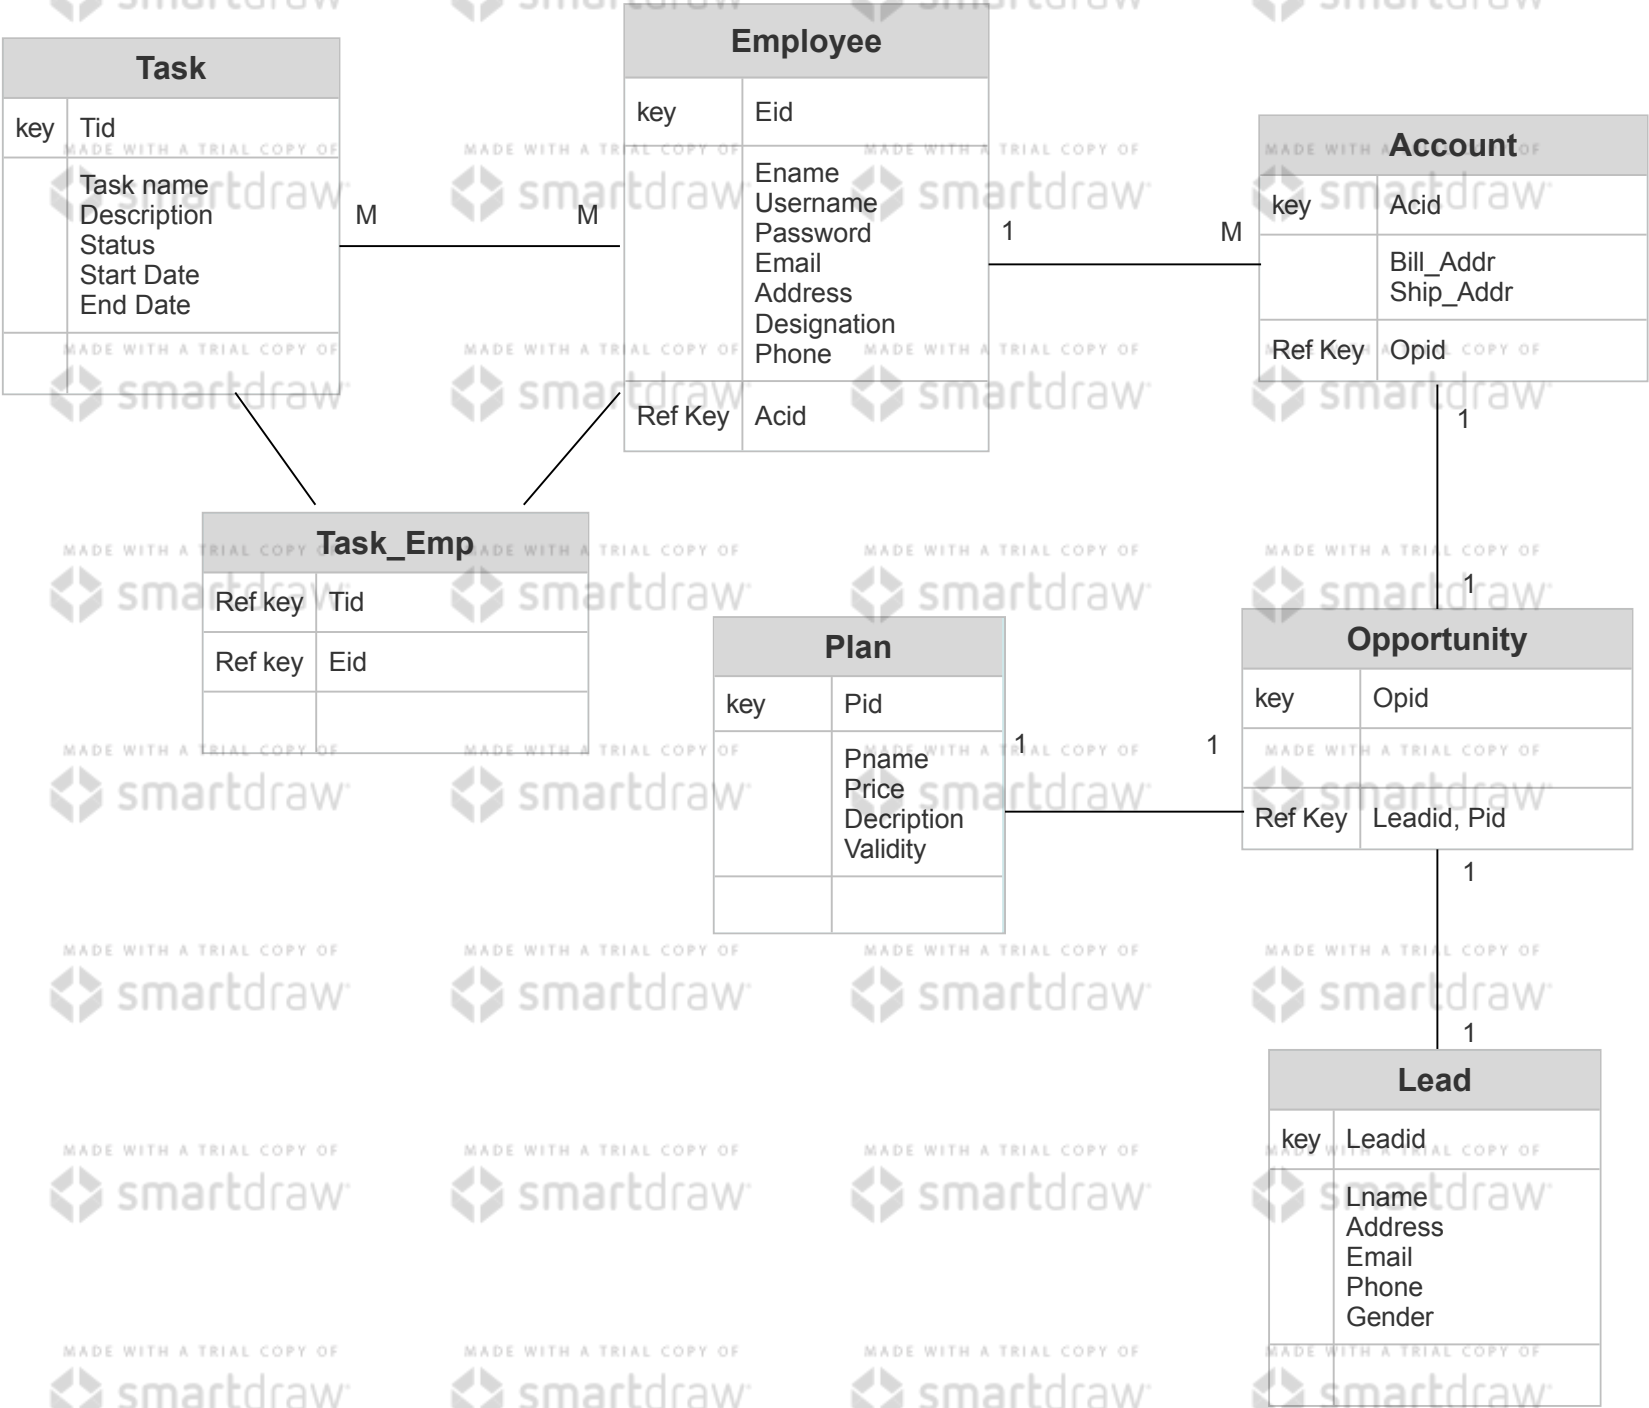 Task
key Tid
Task name
Description
Status
Start Date
End Date
M
M
Employee
key Eid
Ename
Username
Password
Email
Address
Designation
Phone
Ref Key Acid
1
M
Account
key Acid
Bill_Addr
Ship_Addr
Ref Key Opid
1
1
Task_Emp
Ref key Tid
Ref key Eid
Plan
key Pid
Pname
Price
Decription
Validity
1
1
Opportunity
key Opid
Ref Key Leadid, Pid
1
1
Lead
key Leadid
Lname
Address
Email
Phone
Gender
MADE WITH A TRIAL COPY OF
smartdraw